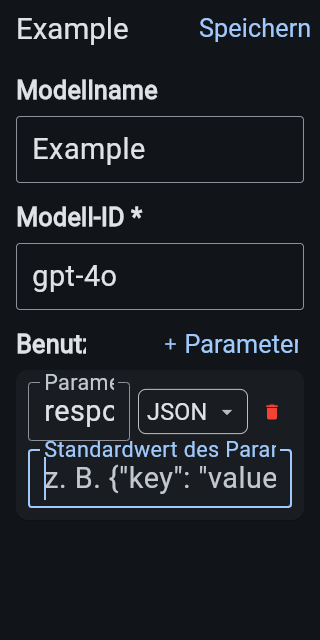 Example Speichern
Modellname
Example
Modell-ID *
gpt-4o
Benut + Parameter
Parame
respo JSON
Standardwert des Parar
z. B. {"key": "value